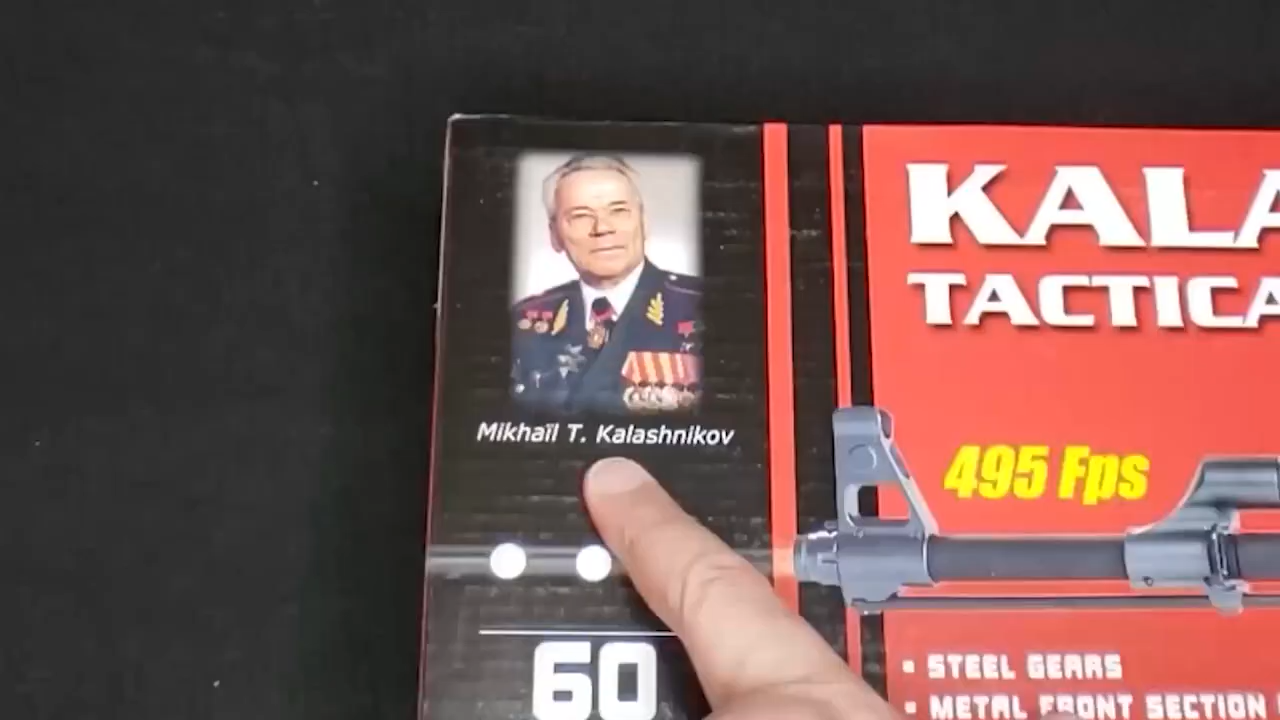 KALA
TACTICA
Mikhaïl T. Kalashnikov
495 Fps
60
• STEEL GEARS
• METAL FRONT SECTION